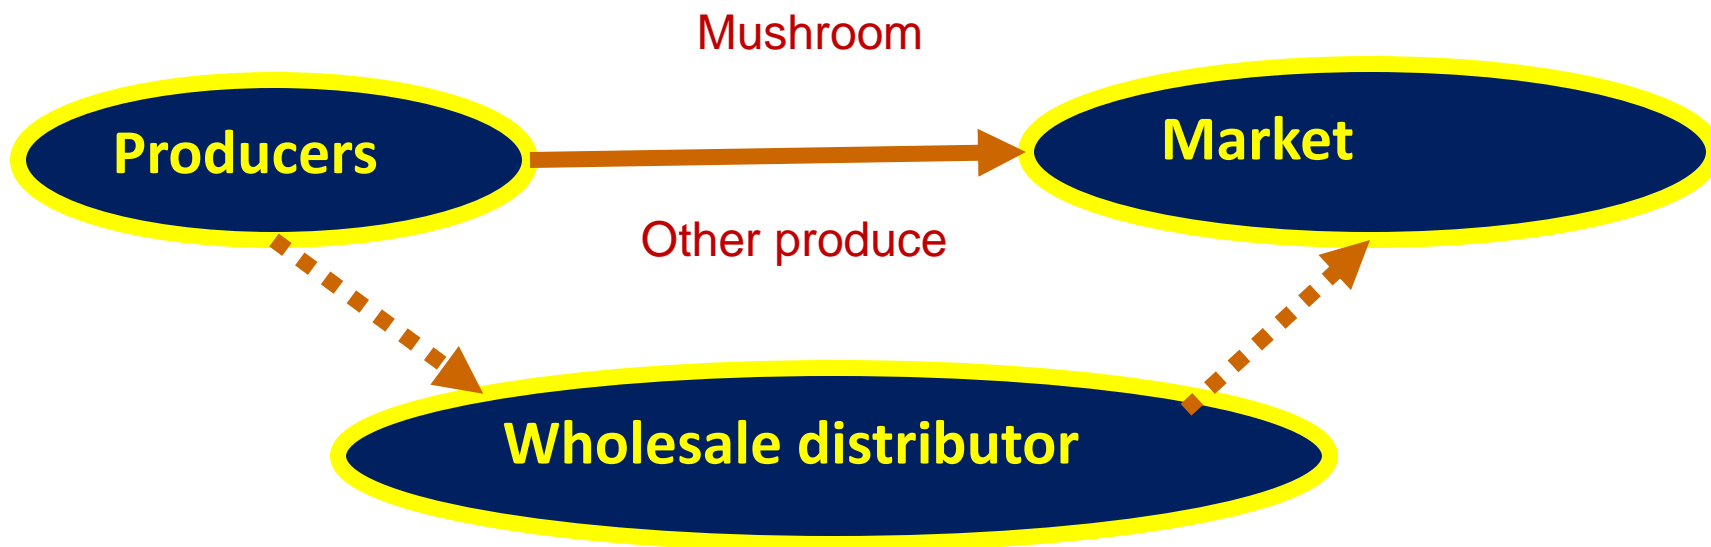 Mushroom
Producers
Market
Other produce
Wholesale distributor